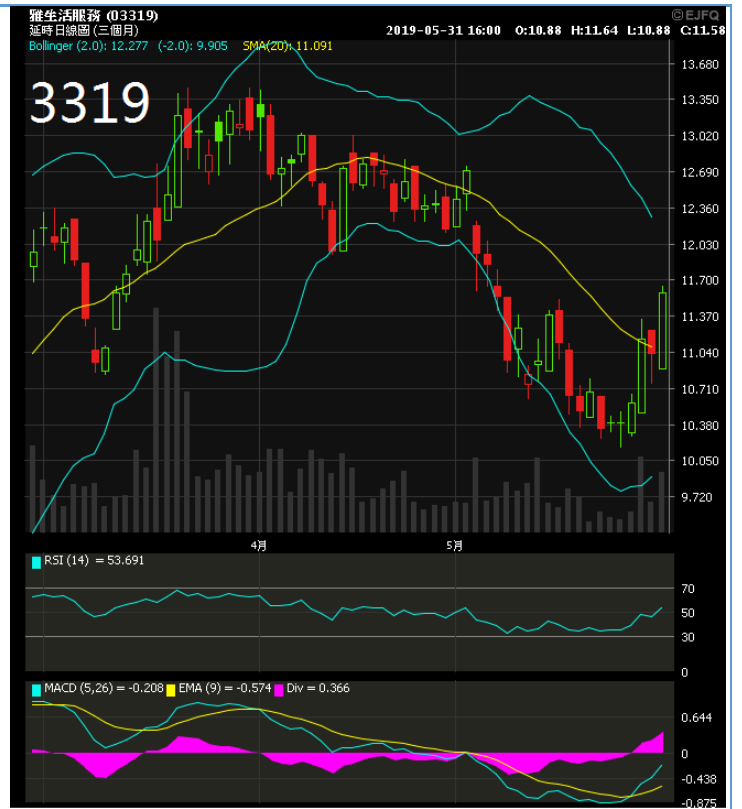 雅生活服務 (03319)
©EJFQ
延時日線圖 (三個月)
2019-05-31 16:00 O:10.88 H:11.64 L:10.88 C:11.58
Bollinger (2.0): 12.277 (-2.0): 9.905 SMA(20): 11.091
3319
13.680
13.350
13.020
12.690
12.360
12.030
11.700
11.370
11.040
10.710
10.380
10.050
9.720
4月
5月
RSI (14) = 53.691
70
50
30
0
MACD (5,26) = -0.208 EMA (9) = -0.574 Div = 0.366
0.644
0
-0.438
-0.875